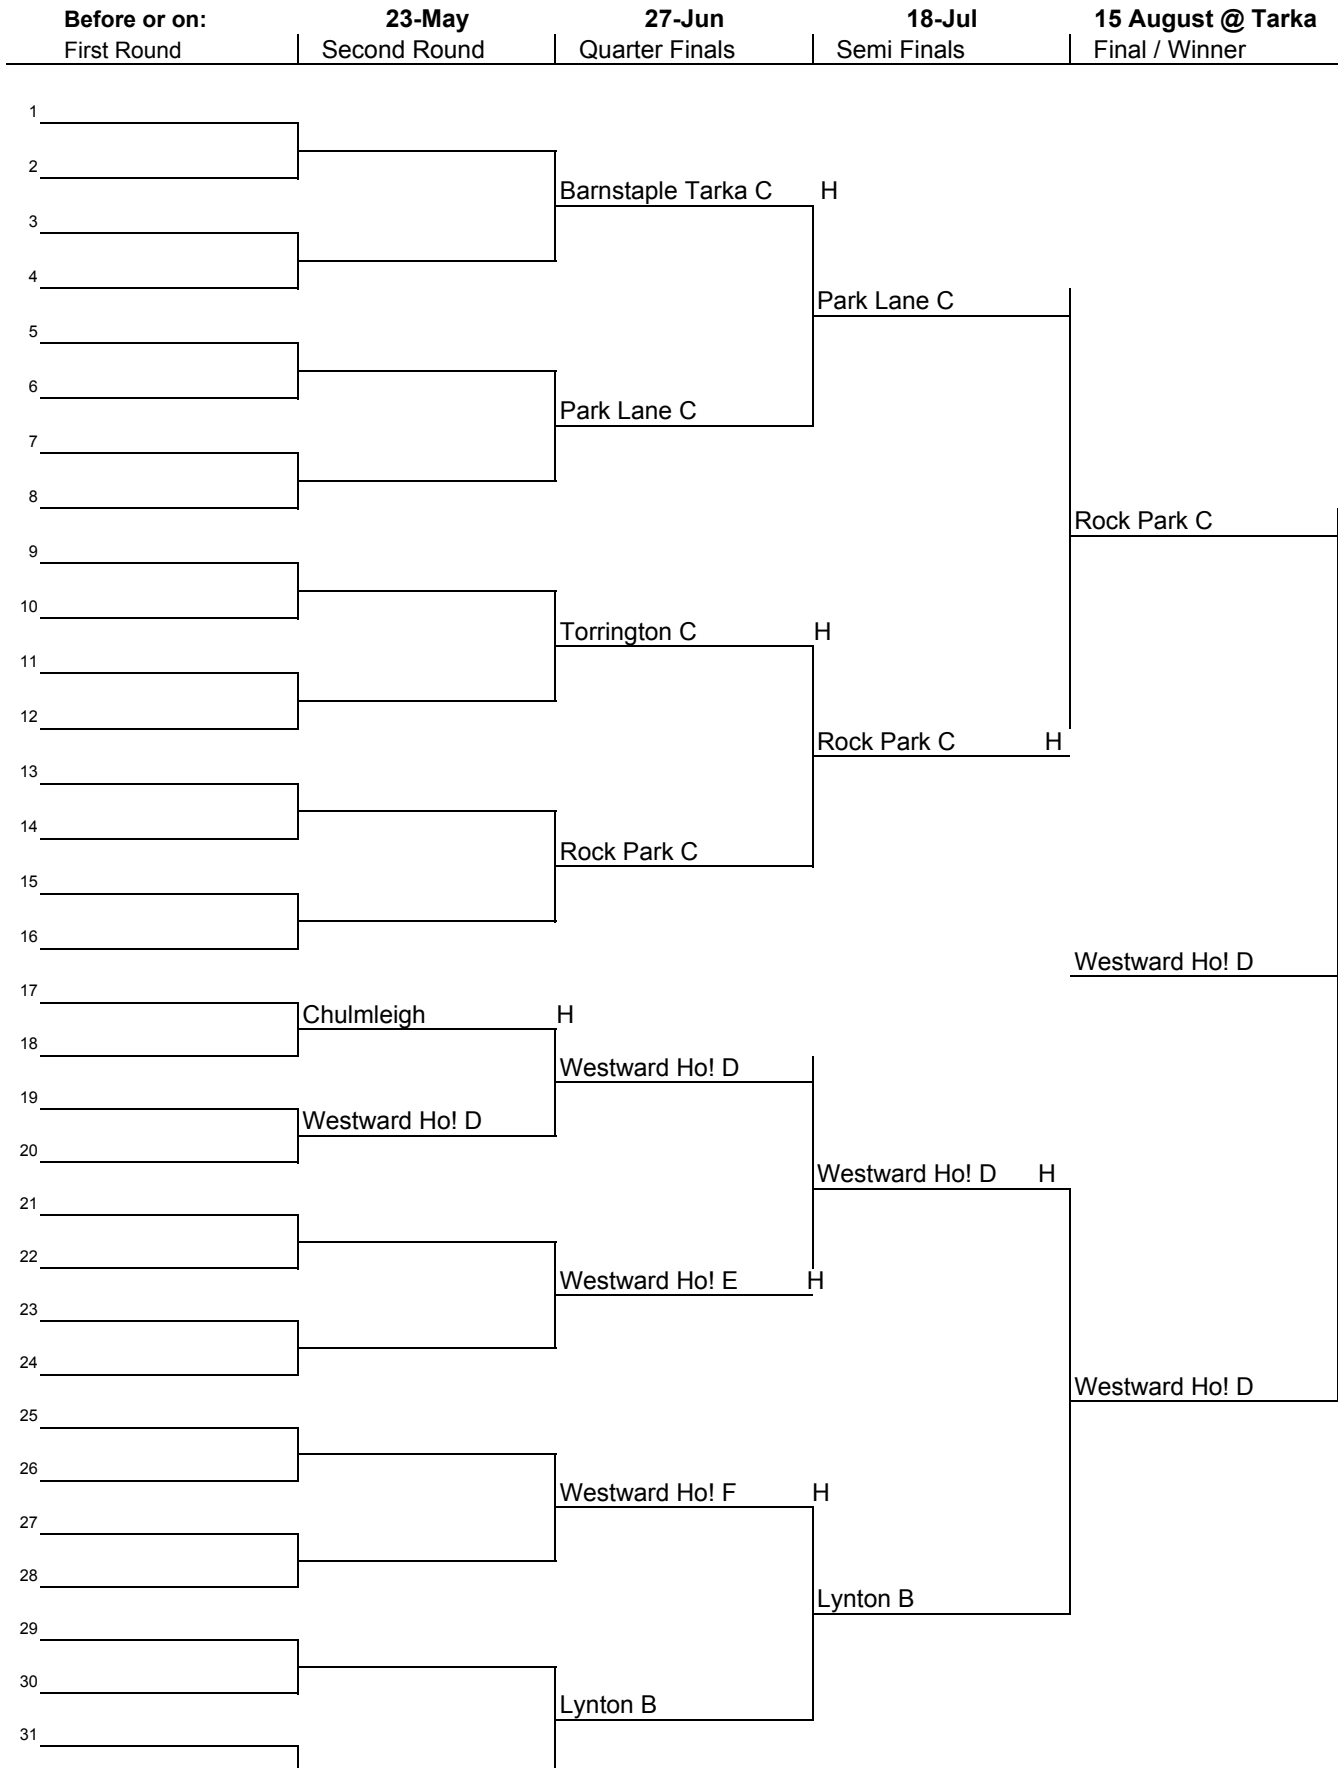 Before or on: 23-May 27-Jun 18-Jul 15 August @ Tarka
First Round Second Round Quarter Finals Semi Finals Final / Winner
1
2
Barnstaple Tarka C H
3
4
Park Lane C
5
6
Park Lane C
7
8
Rock Park C
9
10
Torrington C H
11
12
Rock Park C H
13
14
Rock Park C
15
16
Westward Ho! D
17
Chulmleigh H
18
Westward Ho! D
19
Westward Ho! D
20
Westward Ho! D H
21
22
Westward Ho! E H
23
24
Westward Ho! D
25
26
Westward Ho! F H
27
28
Lynton B
29
30
Lynton B
31